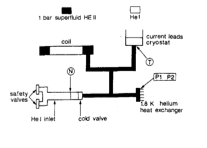 1 bar superfluid HE II
He I
coil
current leads
cryostat
T
N
P1 P2
safety
valves
He I inlet
cold valve
1.8 K helium
heat exchanger